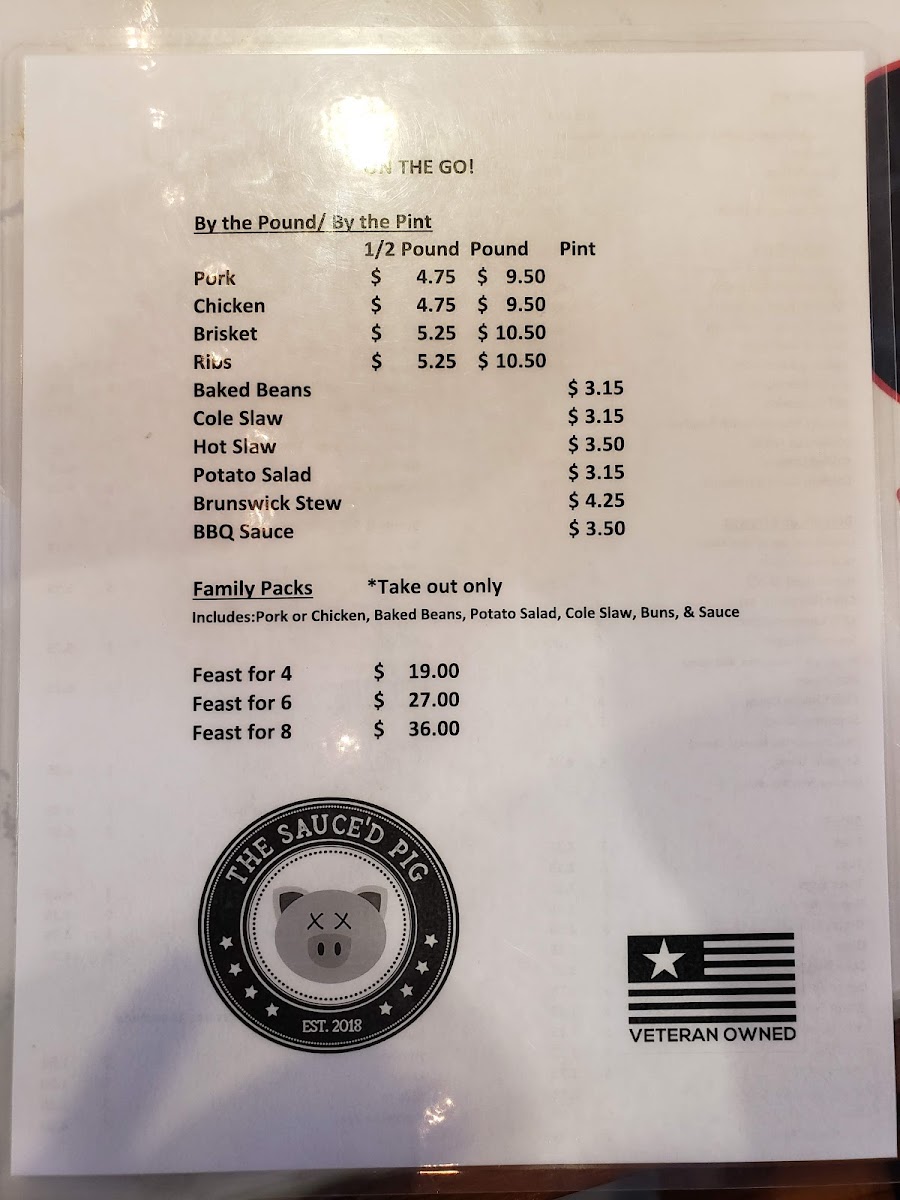 ON THE GO!
By the Pound/ By the Pint
1/2 Pound Pound Pint
Pork $ 4.75 $ 9.50
Chicken $ 4.75 $ 9.50
Brisket $ 5.25 $ 10.50
Ribs $ 5.25 $ 10.50
Baked Beans $ 3.15
Cole Slaw $ 3.15
Hot Slaw $ 3.50
Potato Salad $ 3.15
Brunswick Stew $ 4.25
BBQ Sauce $ 3.50
Family Packs *Take out only
Includes:Pork or Chicken, Baked Beans, Potato Salad, Cole Slaw, Buns, & Sauce
Feast for 4 $ 19.00
Feast for 6 $ 27.00
Feast for 8 $ 36.00
THE SAUCE'D PIG
EST. 2018
VETERAN OWNED